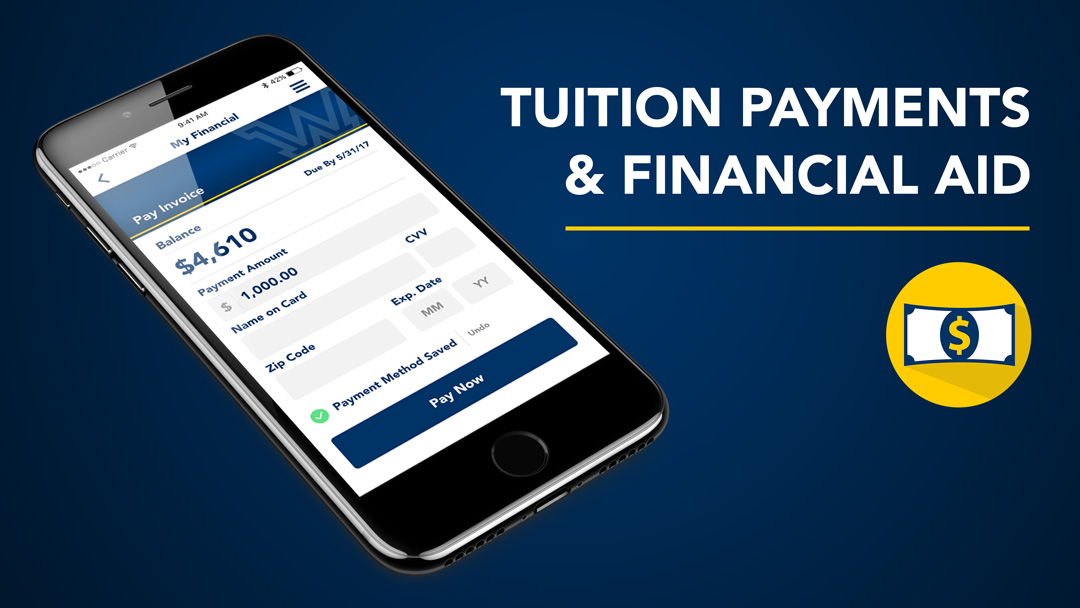 TUITION PAYMENTS
& FINANCIAL AID
$
Carrier 9:41 AM 42%
My Financial
Pay Invoice Due By 5/31/17
Balance
$4,610
Payment Amount
$ 1,000.00
Name on Card CVV
Zip Code Exp. Date
MM YY
Payment Method Saved Undo
Pay Now